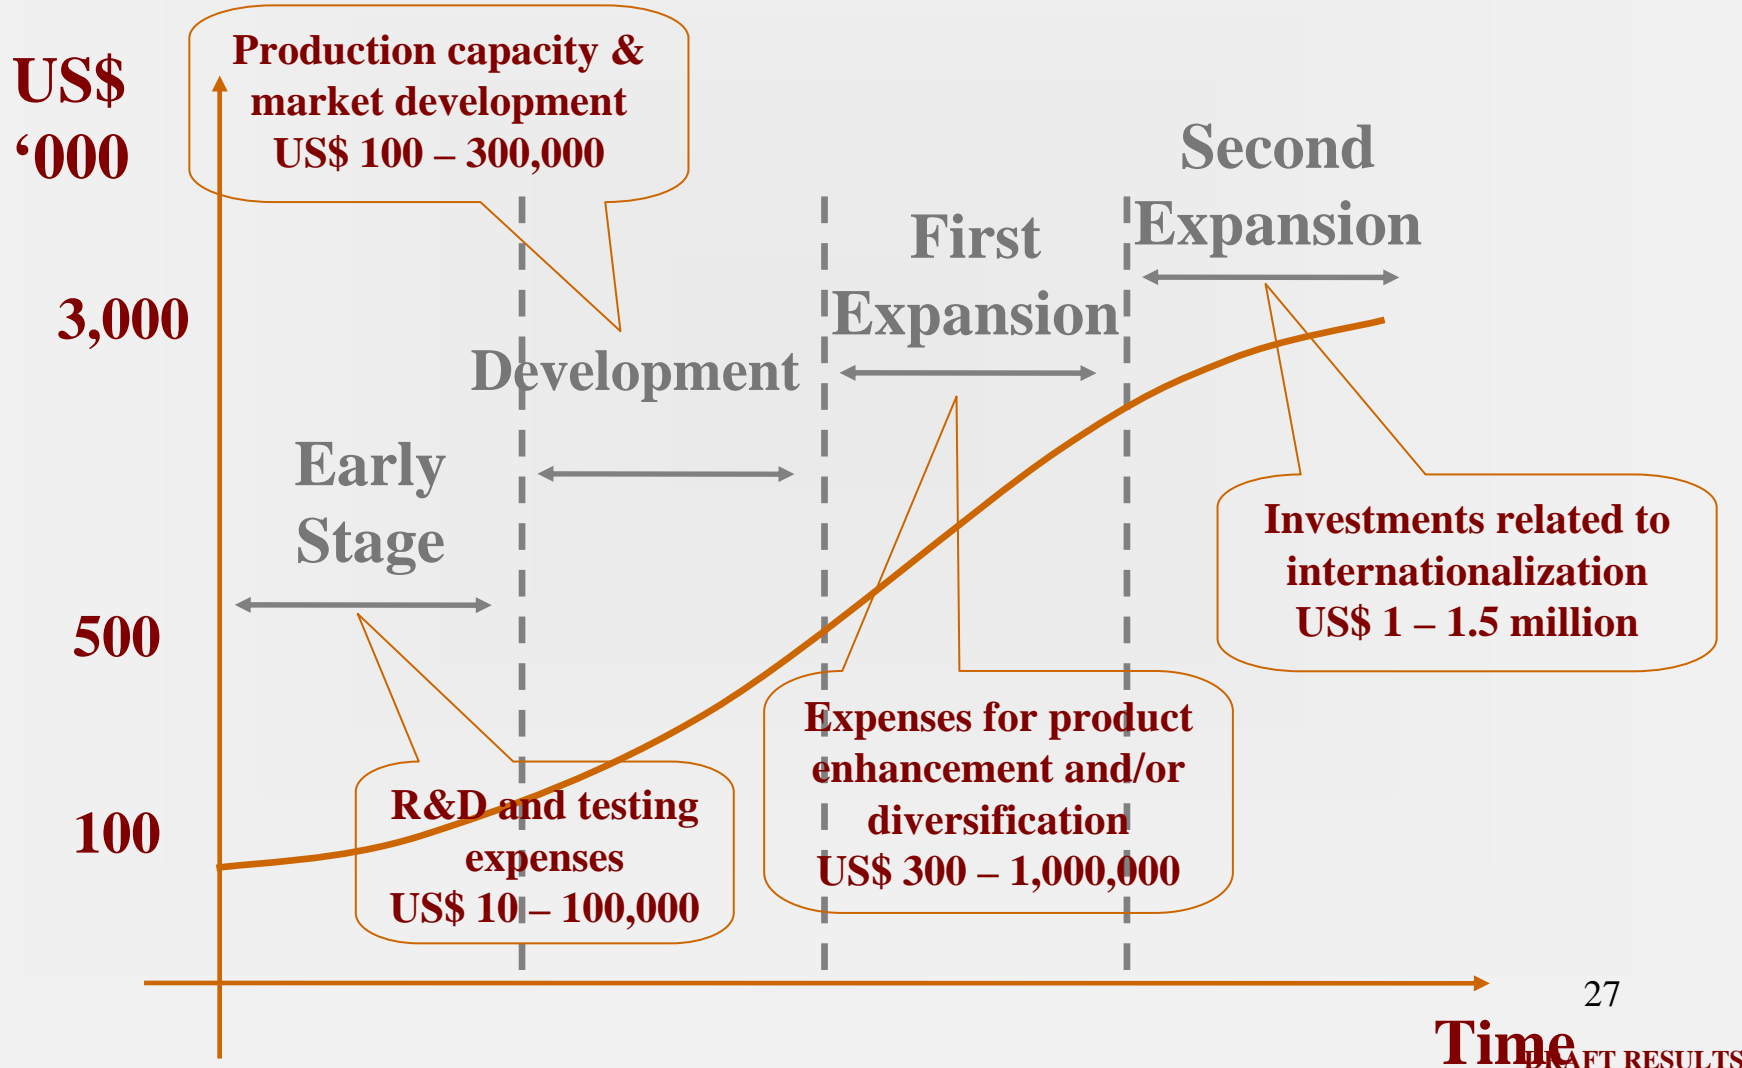 Production capacity &
market development
US$ 100 – 300,000
US$
‘000
Second
Expansion
First
Expansion
3,000
Development
Early
Stage
Investments related to
internationalization
US$ 1 – 1.5 million
500
Expenses for product
enhancement and/or
diversification
US$ 300 – 1,000,000
R&D and testing
expenses
US$ 10 – 100,000
100
27
Time
DRAFT RESULTS